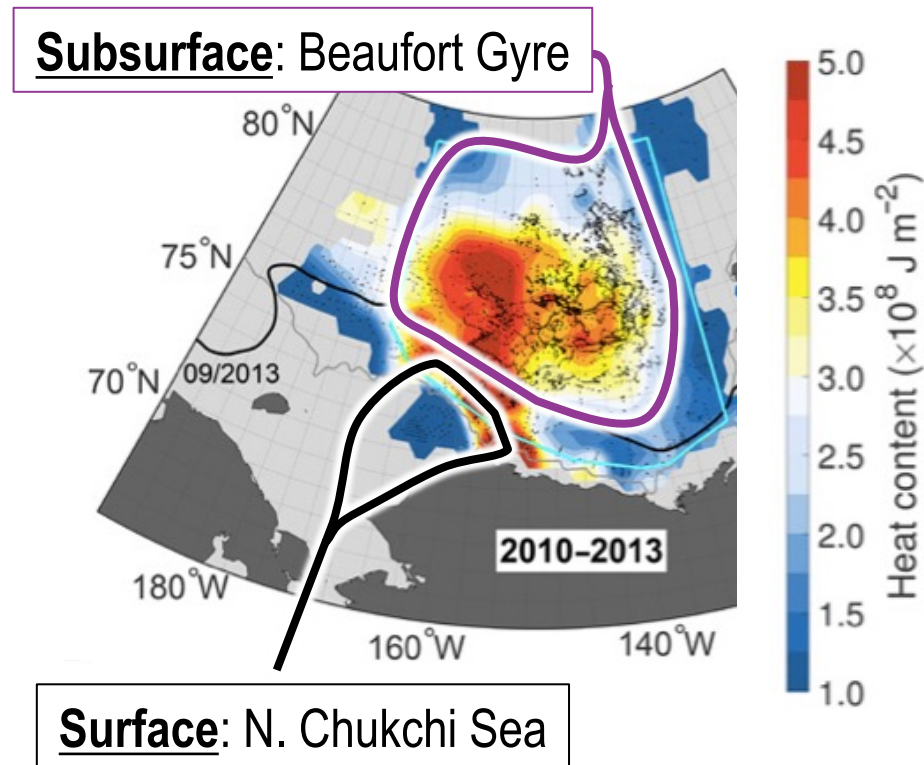 Subsurface: Beaufort Gyre
80°N
75°N
70°N
09/2013
180°W
160°W
140°W
2010–2013
5.0
4.5
4.0
3.5
3.0
2.5
2.0
1.5
1.0
Heat content (×10⁸ J m⁻²)
Surface: N. Chukchi Sea